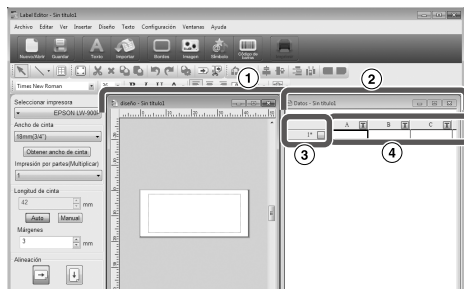 Label Editor - Sin título1
Archivo Editar Ver Insertar Diseño Texto Configuración Ventanas Ayuda
Nuevo/Abrir Guardar Texto Importar Bordes Imagen Símbolo Código de barras
Times New Roman
Seleccionar impresora
EPSON LW-900P
Ancho de cinta
18mm(3/4")
Obtener ancho de cinta
Impresión por partes(Multiplicar)
1
Longitud de cinta
42 mm
Auto Manual
Márgenes
3 mm
Alineación
1
diseño - Sin título1
2
Datos - Sin título1
A T B T C T
1*
3
4